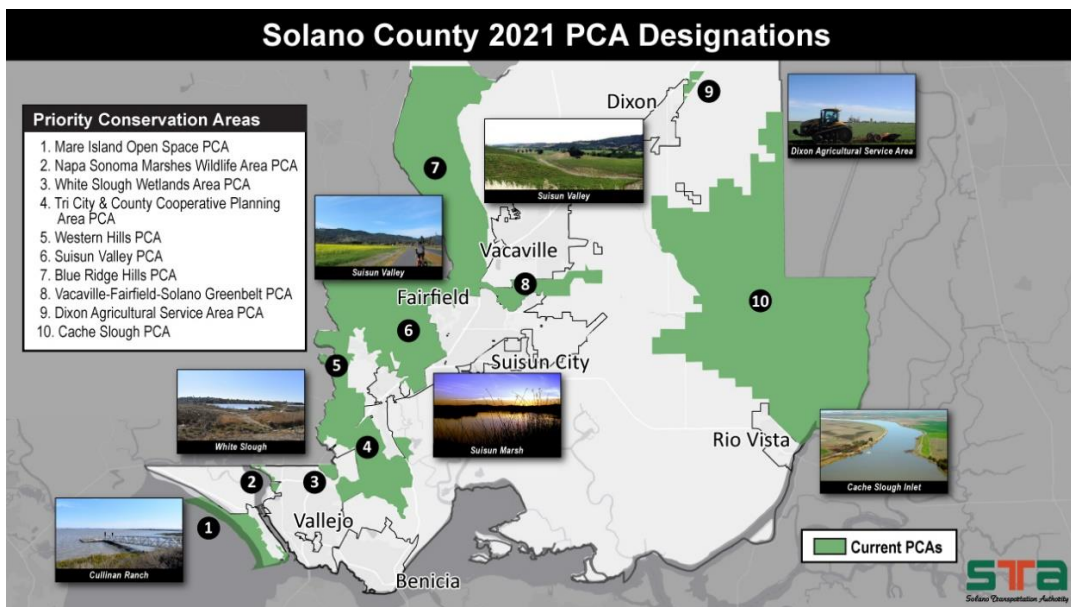 Solano County 2021 PCA Designations
Priority Conservation Areas
1. Mare Island Open Space PCA
2. Napa Sonoma Marshes Wildlife Area PCA
3. White Slough Wetlands Area PCA
4. Tri City & County Cooperative Planning
Area PCA
5. Western Hills PCA
6. Suisun Valley PCA
7. Blue Ridge Hills PCA
8. Vacaville-Fairfield-Solano Greenbelt PCA
9. Dixon Agricultural Service Area PCA
10. Cache Slough PCA
Dixon
9
Dixon Agricultural Service Area
7
Suisun Valley
Suisun Valley
Vacaville
8
Fairfield
10
6
Suisun City
5
White Slough
4
Suisun Marsh
Rio Vista
Cache Slough Inlet
2
3
1
Vallejo
Cullinan Ranch
Benicia
Current PCAs
STA
Solano Transportation Authority